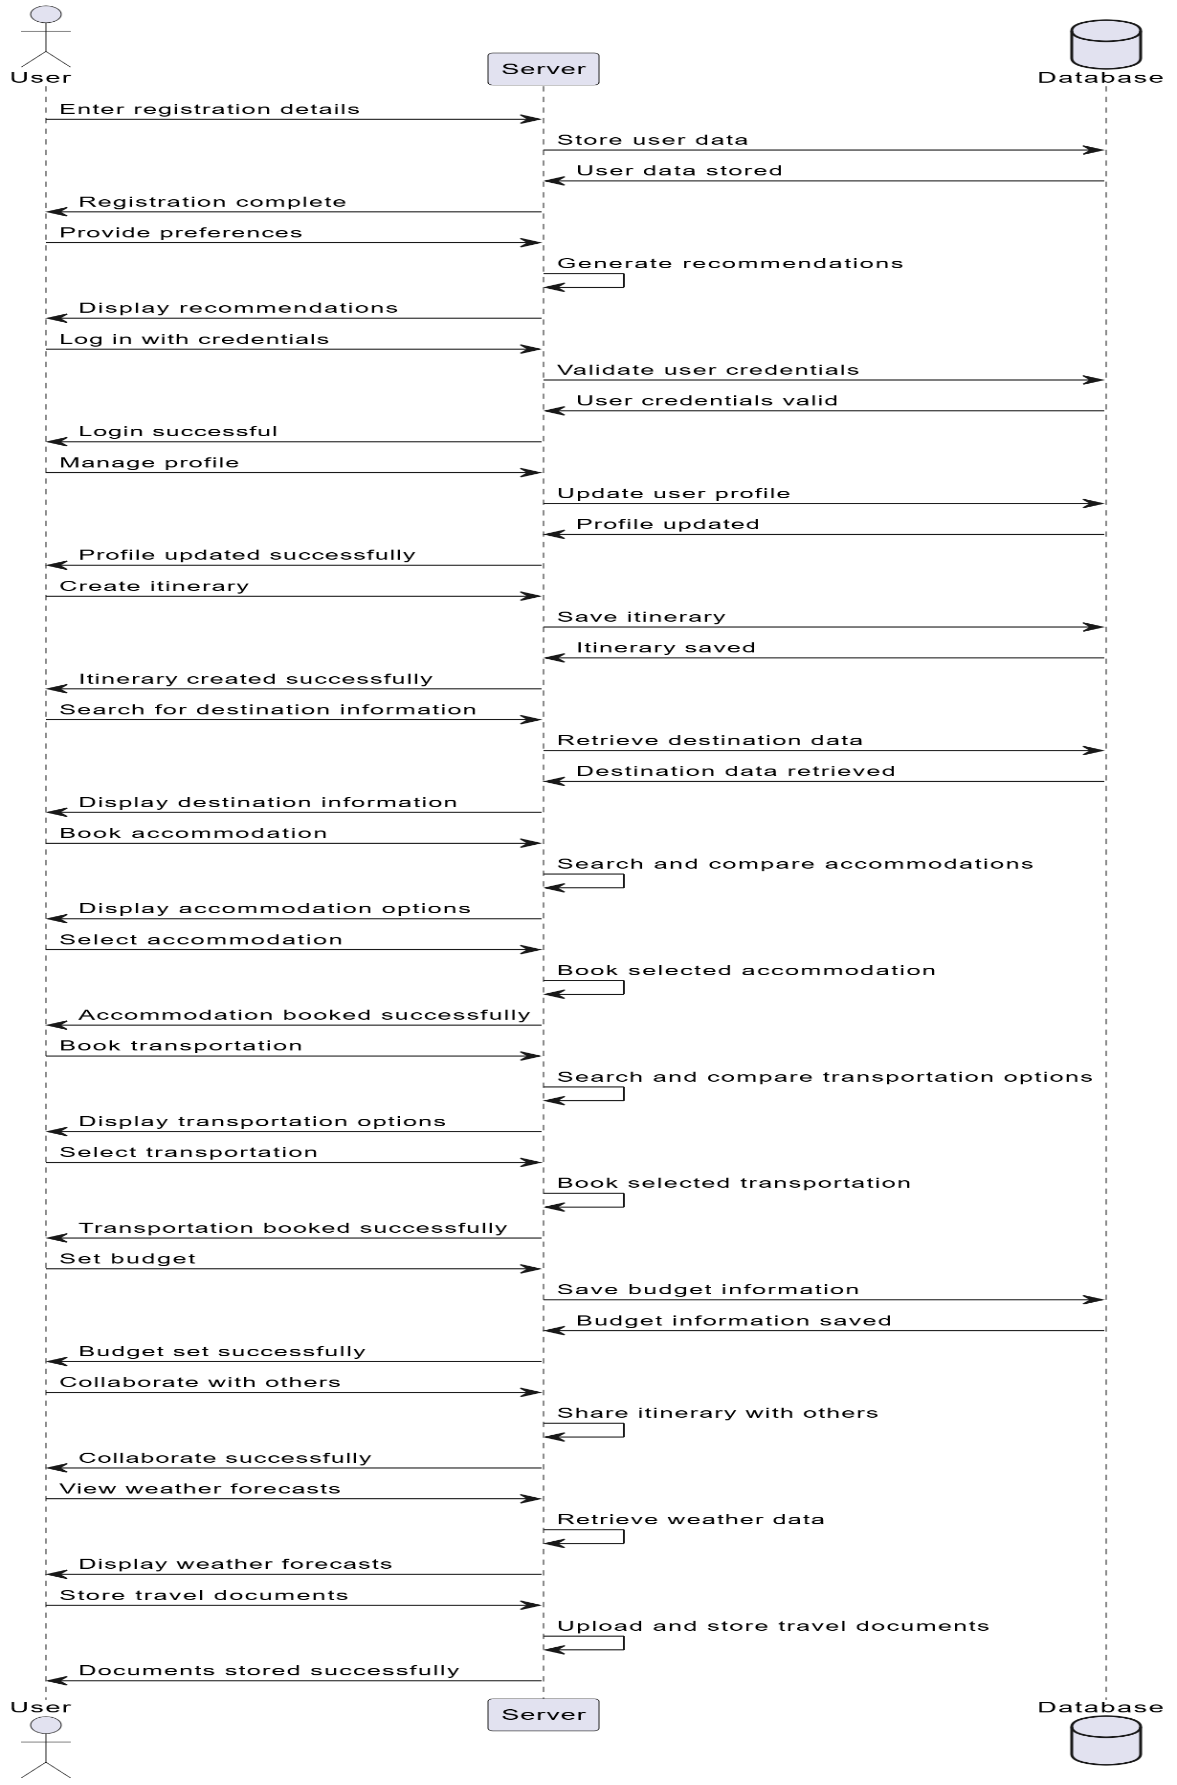 User
Server
Database
Enter registration details
Store user data
User data stored
Registration complete
Provide preferences
Generate recommendations
Display recommendations
Log in with credentials
Validate user credentials
User credentials valid
Login successful
Manage profile
Update user profile
Profile updated
Profile updated successfully
Create itinerary
Save itinerary
Itinerary saved
Itinerary created successfully
Search for destination information
Retrieve destination data
Destination data retrieved
Display destination information
Book accommodation
Search and compare accommodations
Display accommodation options
Select accommodation
Book selected accommodation
Accommodation booked successfully
Book transportation
Search and compare transportation options
Display transportation options
Select transportation
Book selected transportation
Transportation booked successfully
Set budget
Save budget information
Budget information saved
Budget set successfully
Collaborate with others
Share itinerary with others
Collaborate successfully
View weather forecasts
Retrieve weather data
Display weather forecasts
Store travel documents
Upload and store travel documents
Documents stored successfully
User
Server
Database